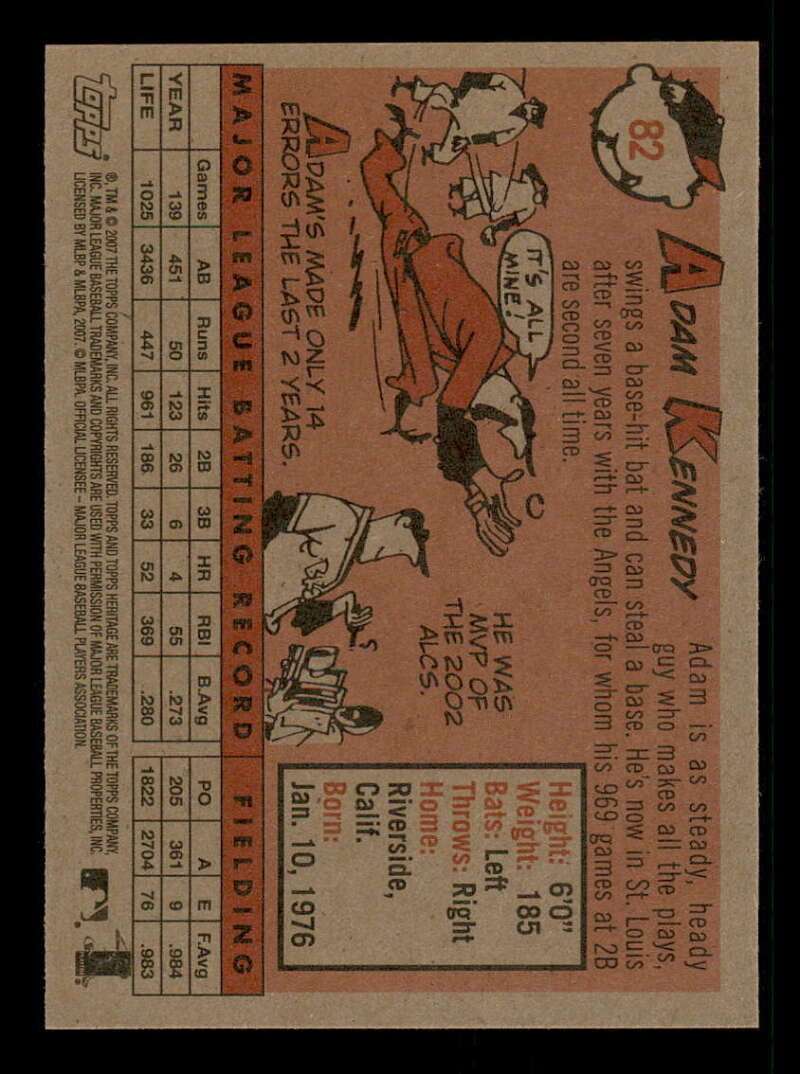 82
ADAM KENNEDY
Adam is as steady, heady
guy who makes all the plays,
swings a base-hit bat and can steal a base. He's now in St. Louis
after seven years with the Angels, for whom his 969 games at 2B
are second all time.
IT'S ALL
MINE!
ADAM'S MADE ONLY 14
ERRORS THE LAST 2 YEARS.
HE WAS
MVP OF
THE 2002
ALCS.
Height: 6'0"
Weight: 185
Bats: Left
Throws: Right
Home:
Riverside,
Calif.
Born:
Jan. 10, 1976
MAJOR LEAGUE BATTING RECORD FIELDING
Games AB Runs Hits 2B 3B HR RBI B.Avg PO A E F.Avg
YEAR 139 451 50 123 26 6 4 55 .273 205 361 9 .984
LIFE 1025 3436 447 961 186 33 52 369 .280 1822 2704 76 .983
topps®
®, TM & © 2007 THE TOPPS COMPANY, INC. ALL RIGHTS RESERVED. TOPPS AND TOPPS HERITAGE ARE TRADEMARKS OF THE TOPPS COMPANY,
INC. MAJOR LEAGUE BASEBALL TRADEMARKS AND COPYRIGHTS ARE USED WITH PERMISSION OF MAJOR LEAGUE BASEBALL PROPERTIES, INC.
LICENSED BY MLBP & MLBPA, 2007. © MLBPA. OFFICIAL LICENSEE – MAJOR LEAGUE BASEBALL PLAYERS ASSOCIATION.